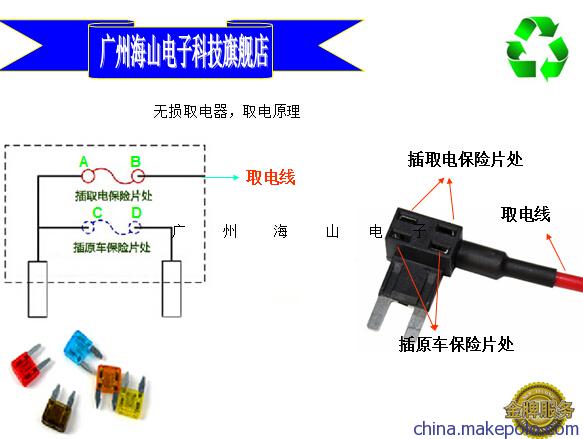 广州海山电子科技旗舰店
无损取电器，取电原理
A B
插取电保险片处
取电线
C D
插原车保险片处
广州海山电子
插取电保险片处
取电线
插原车保险片处
金牌服务
china.makepolo.com